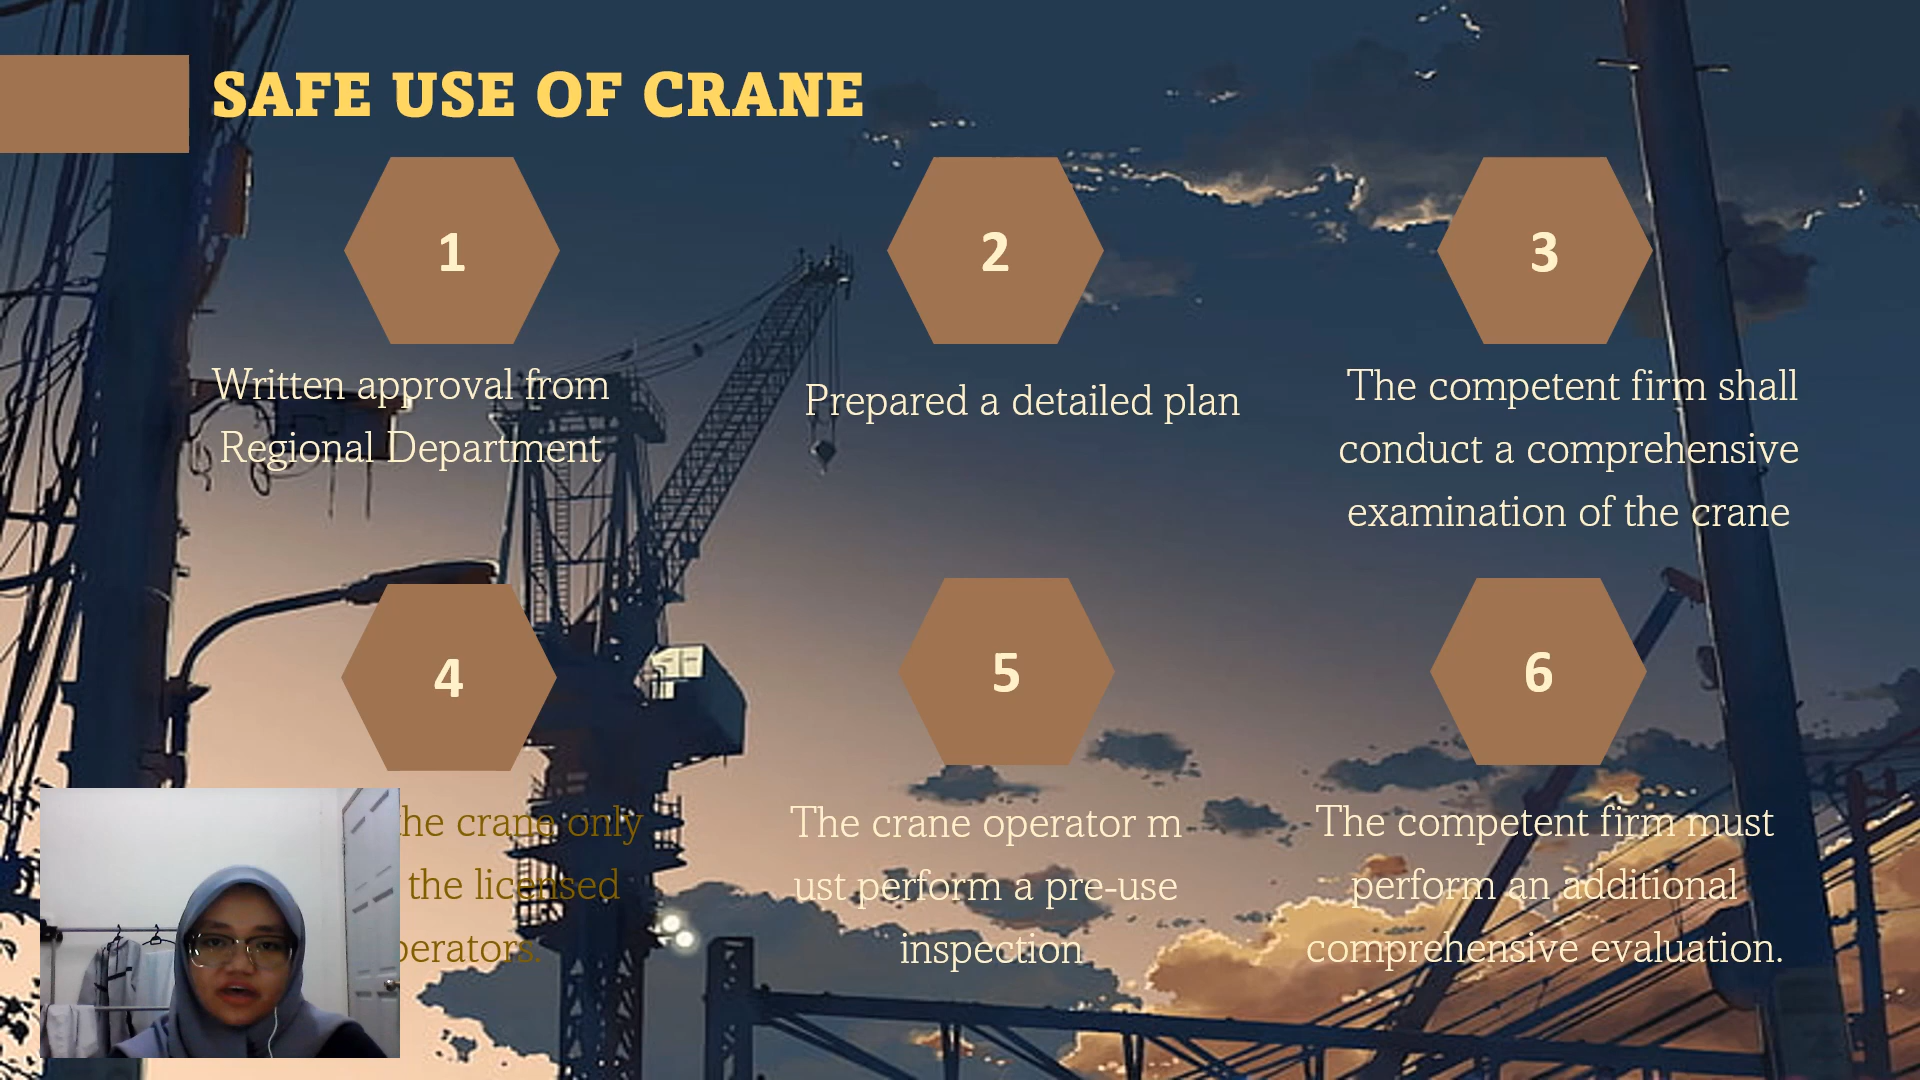 SAFE USE OF CRANE
1
2
3
Written approval from
Regional Department
Prepared a detailed plan
The competent firm shall
conduct a comprehensive
examination of the crane
4
5
6
the crane only
the licensed
perators.
The crane operator m
ust perform a pre-use
inspection
The competent firm must
perform an additional
comprehensive evaluation.